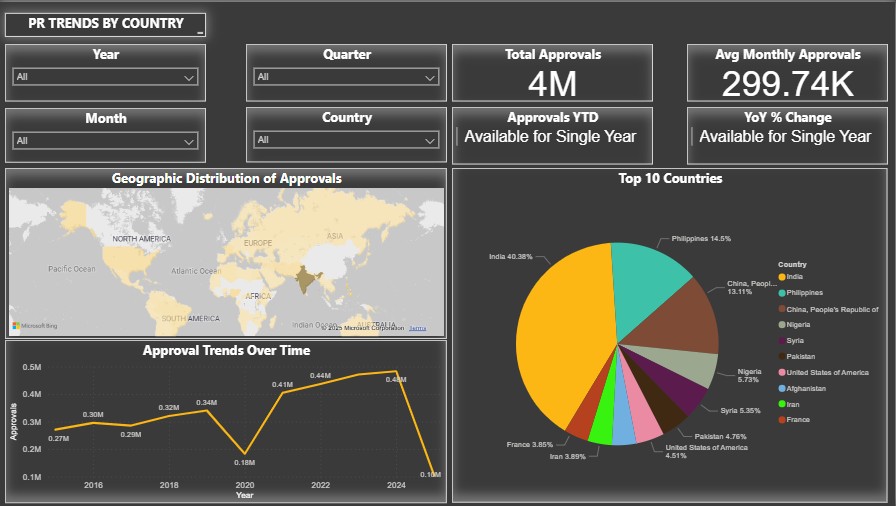 PR TRENDS BY COUNTRY
Year
All
Quarter
All
Total Approvals
4M
Avg Monthly Approvals
299.74K
Month
All
Country
All
Approvals YTD
Available for Single Year
YoY % Change
Available for Single Year
Geographic Distribution of Approvals
NORTH AMERICA
EUROPE
ASIA
Pacific Ocean
Atlantic Ocean
AFRICA
SOUTH AMERICA
Indian Ocean
AUSTRALIA
Microsoft Bing
© 2025 Microsoft Corporation
Terms
Approval Trends Over Time
Approvals
0.5M
0.4M
0.3M
0.2M
0.1M
0.27M
0.30M
0.29M
0.32M
0.34M
0.18M
0.41M
0.44M
0.48M
0.10M
2016
2018
2020
2022
2024
Year
Top 10 Countries
India 40.38%
Philippines 14.5%
China, Peopl...
13.11%
Nigeria
5.73%
Syria 5.35%
Pakistan 4.76%
United States of America
4.51%
Iran 3.89%
France 3.85%
Country
India
Philippines
China, People's Republic of
Nigeria
Syria
Pakistan
United States of America
Afghanistan
Iran
France